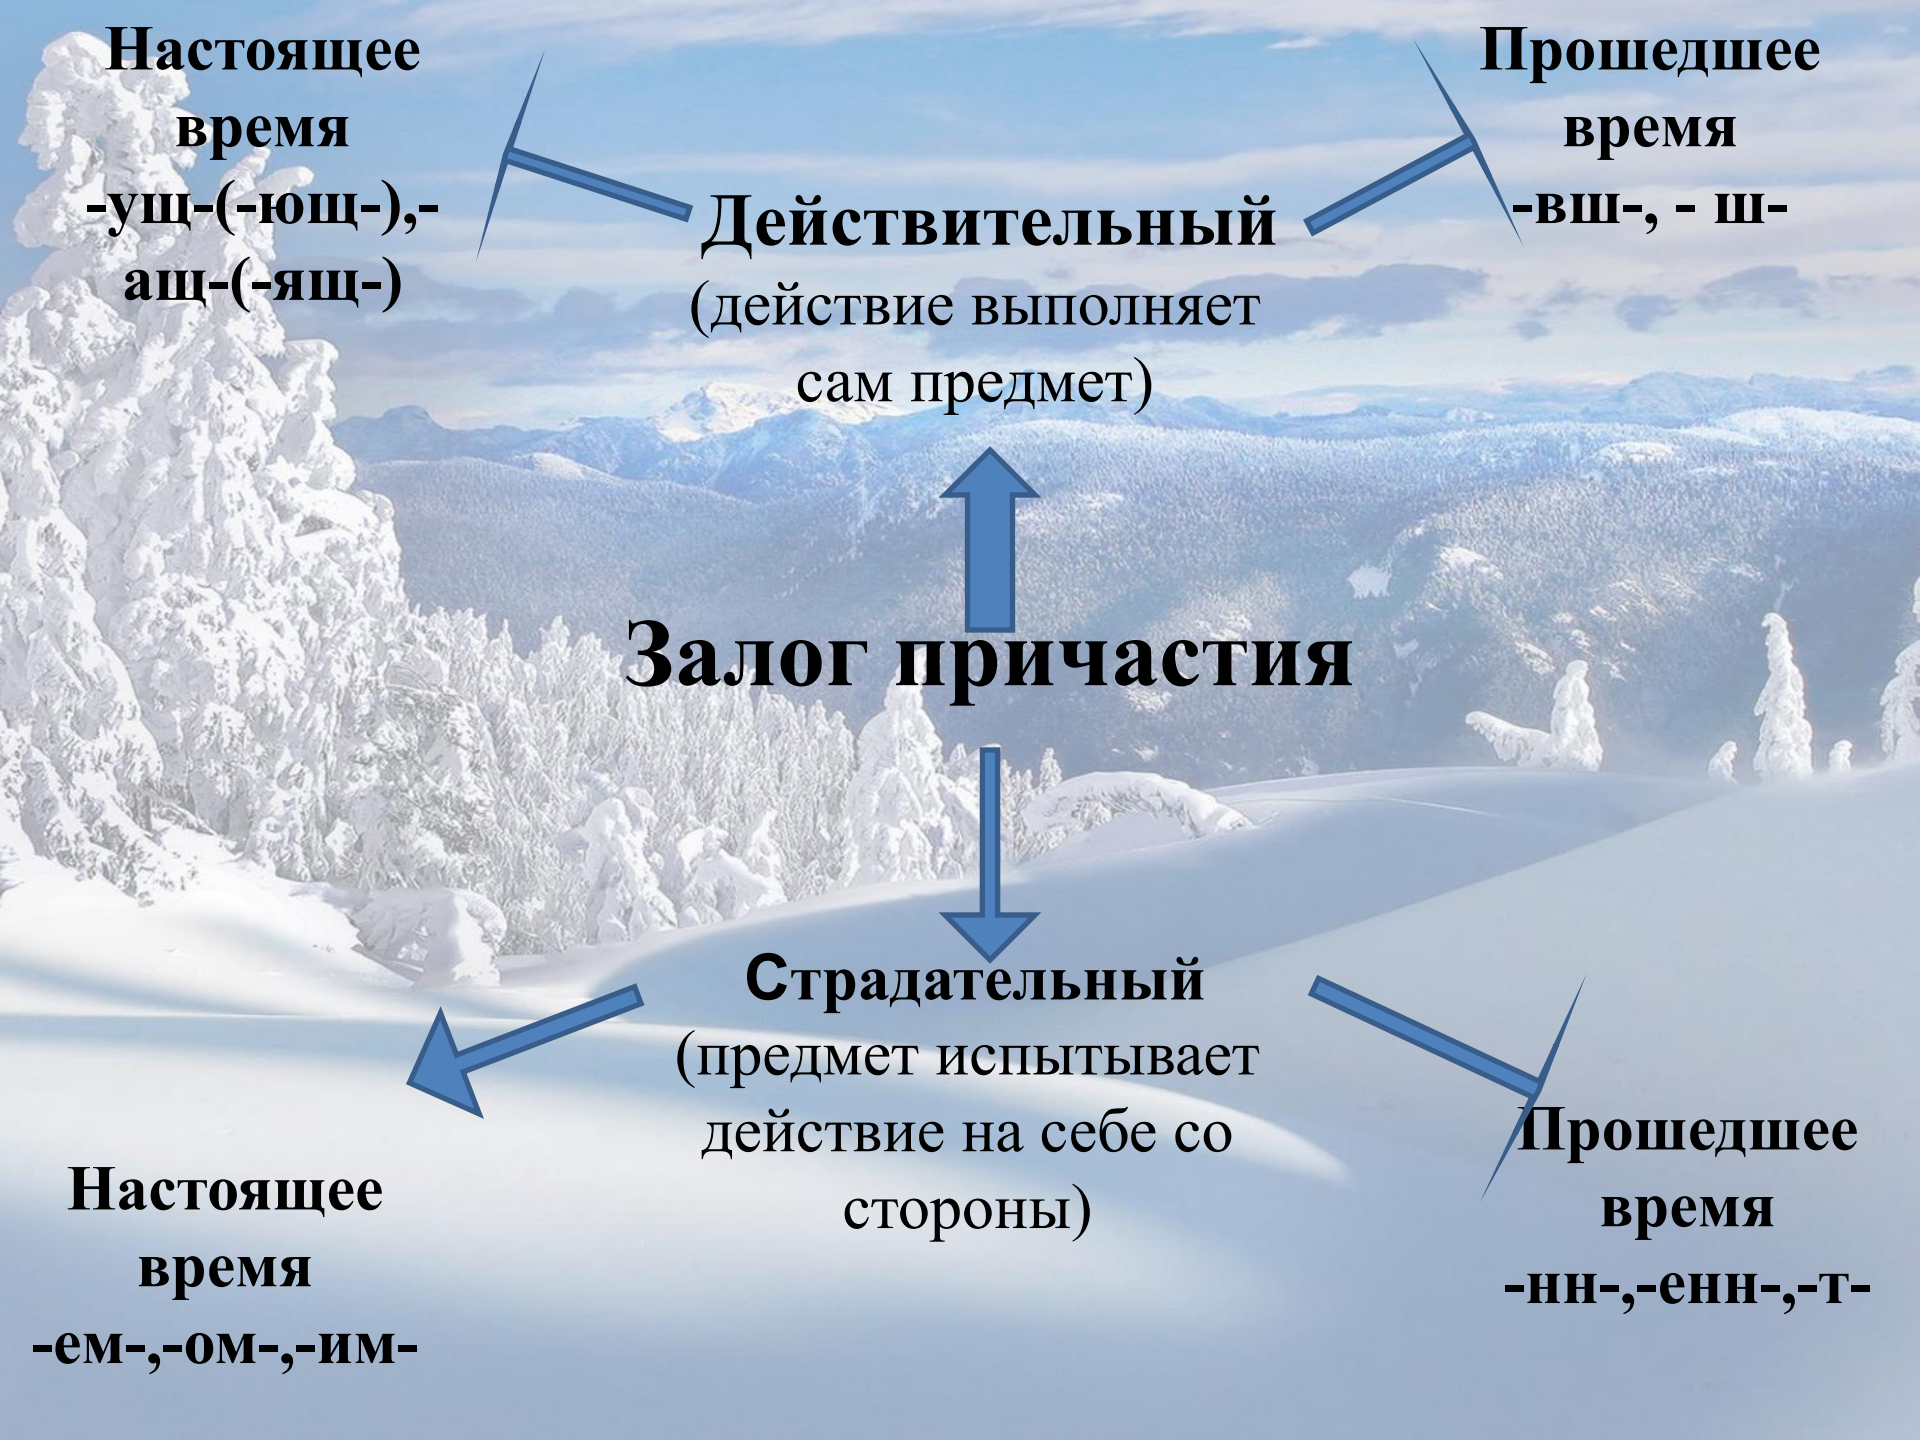 Настоящее
время
-ущ-(-ющ-),-
ащ-(-ящ-)
Прошедшее
время
-вш-, - ш-
Действительный
(действие выполняет
сам предмет)
Залог причастия
Страдательный
(предмет испытывает
действие на себе со
стороны)
Настоящее
время
-ем-,-ом-,-им-
Прошедшее
время
-нн-,-енн-,-т-